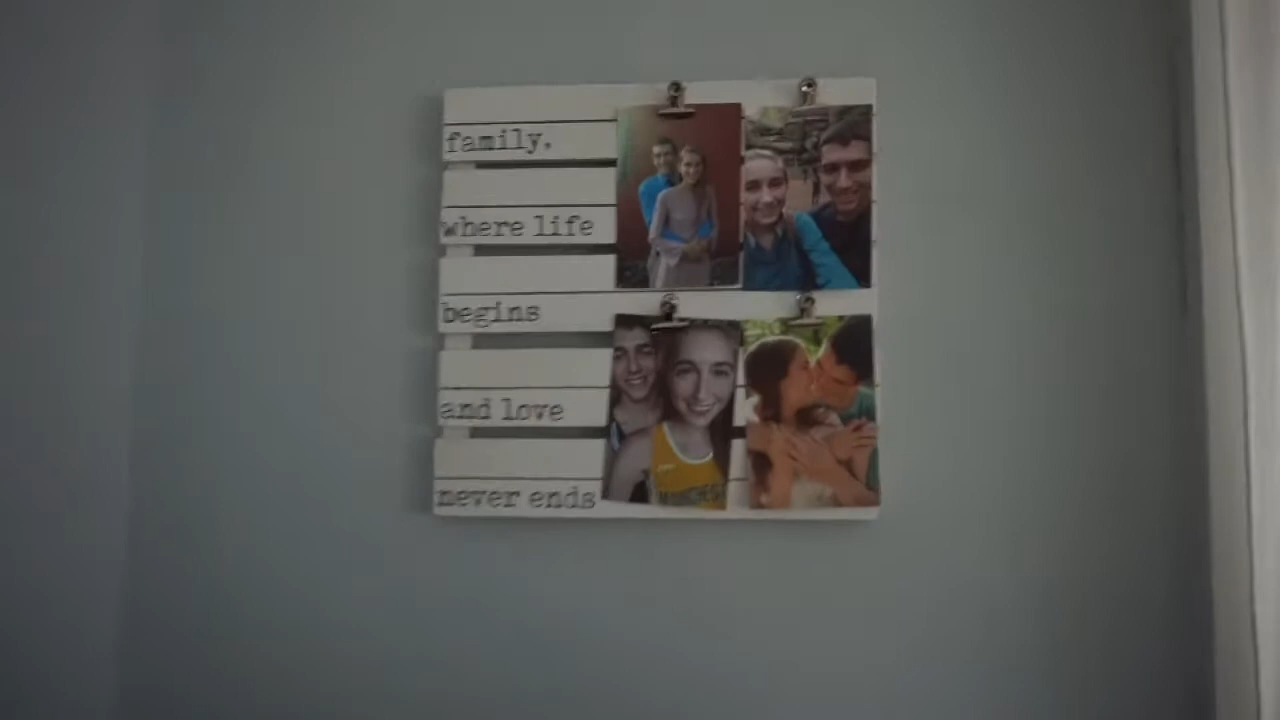 family,
where life
begins
and love
never ends